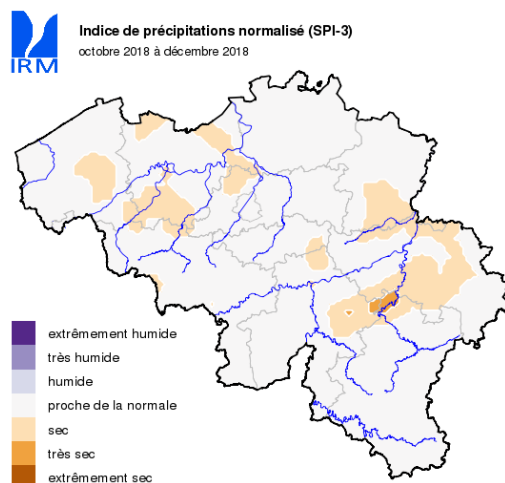 Indice de précipitations normalisé (SPI-3)
octobre 2018 à décembre 2018
IRM
extrêmement humide
très humide
humide
proche de la normale
sec
très sec
extrêmement sec